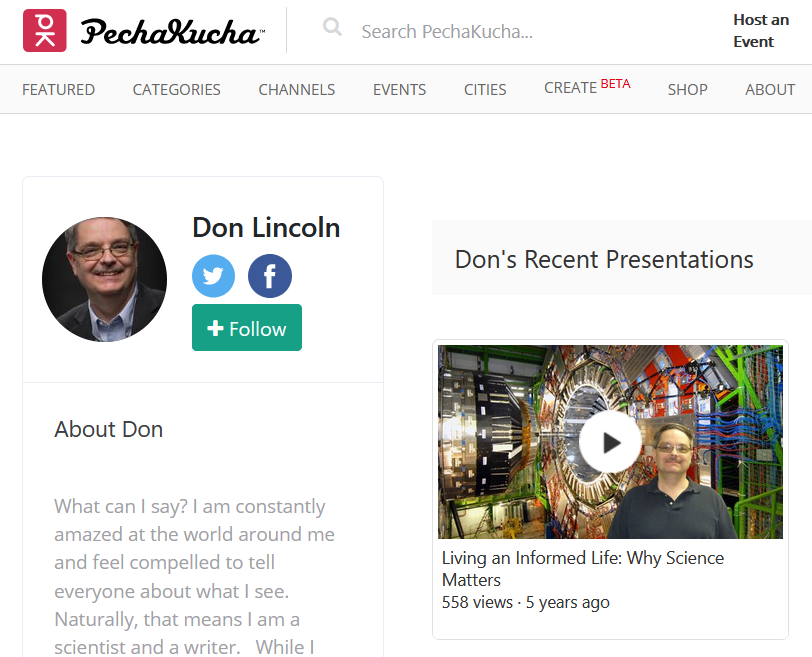 PK PechaKucha™
Search PechaKucha...
Host an
Event
FEATURED CATEGORIES CHANNELS EVENTS CITIES CREATE BETA SHOP ABOUT
Don Lincoln
Follow
About Don
What can I say? I am constantly
amazed at the world around me
and feel compelled to tell
everyone about what I see.
Naturally, that means I am a
scientist and a writer. While I
Don's Recent Presentations
Living an Informed Life: Why Science
Matters
558 views · 5 years ago